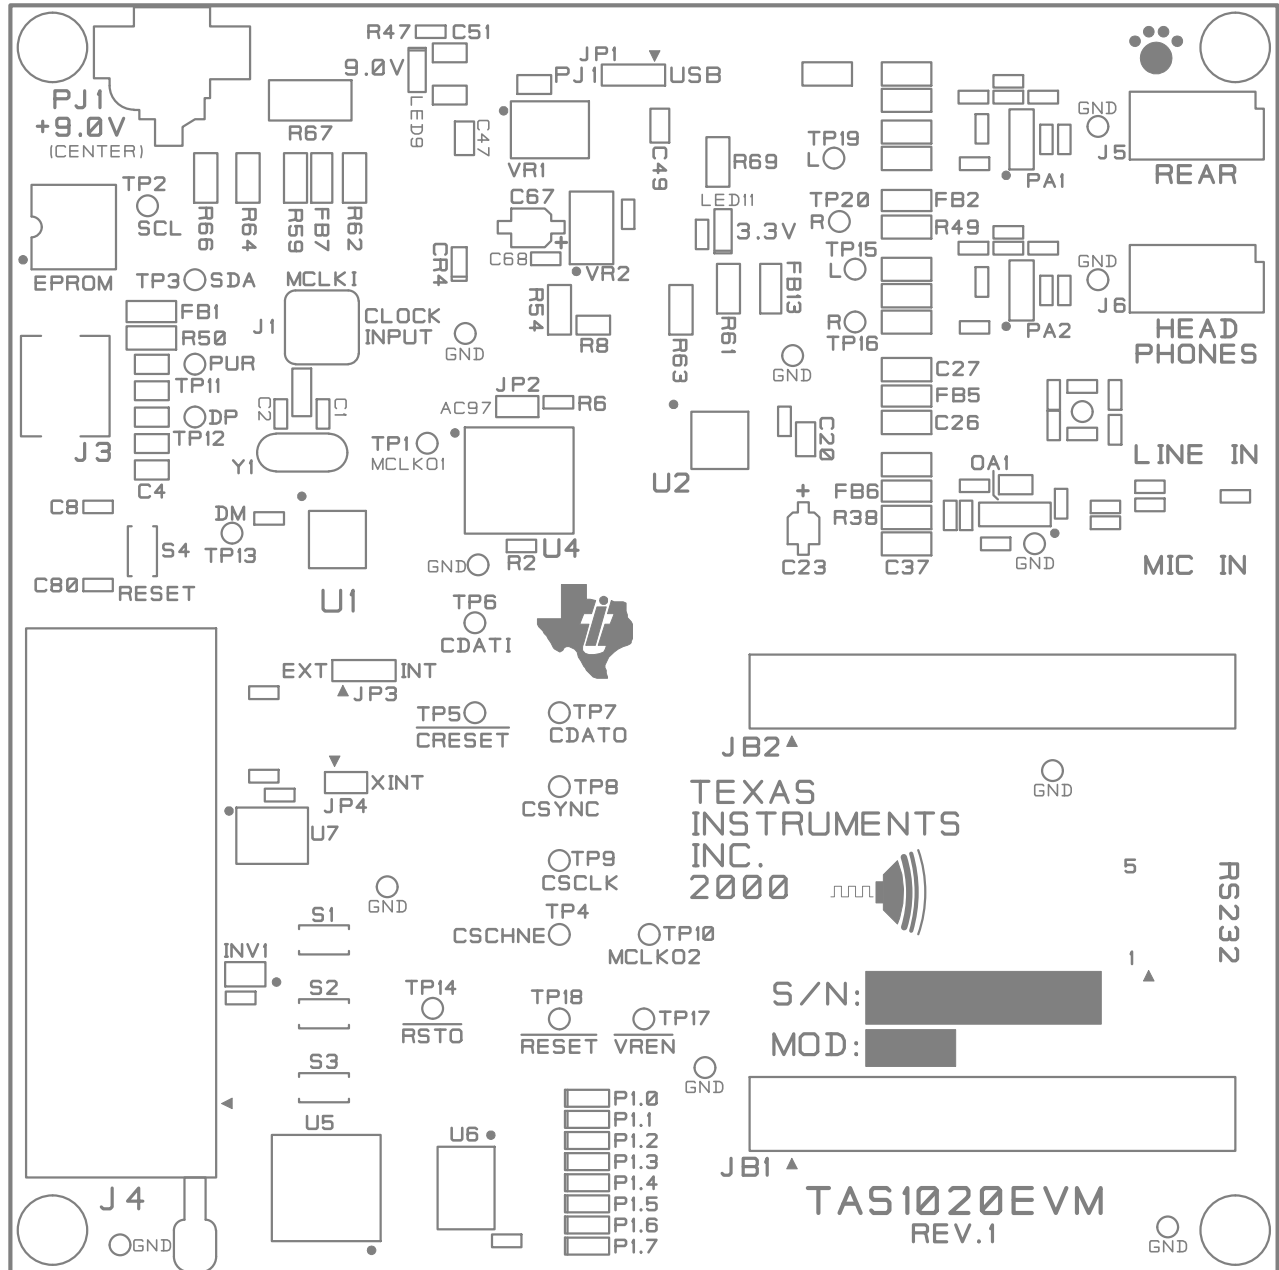 R47 C51
JP1
9.0V
PJ1 USB
PJ1
+9.0V
(CENTER)
LED9
R67
C47
VR1
C49
R69
TP19
L
GND
J5
PA1
REAR
TP2
SCL
R66
R64
R59
FB7
R62
C67
+
LED11
3.3V
TP20
R
FB2
R49
EPROM
TP3 SDA
MCLKI
CR4
C68
VR2
TP15
L
GND
J6
PA2
HEAD
PHONES
FB1
R50
J1
CLOCK
INPUT
GND
R54
R8
R63
R61
FB13
R
TP16
GND
PUR
TP11
C27
FB5
C26
DP
TP12
C2
C1
JP2
AC97
R6
J3
Y1
TP1
MCLKO1
U2
C20
LINE IN
OA1
C4
C8
DM
TP13
FB6
R38
+
S4
RESET
C80
U4
R2
GND
C23
C37
GND
MIC IN
U1
TP6
CDATI
EXT INT
JP3
TP5
CRESET
TP7
CDATO
JB2
XINT
JP4
TP8
CSYNC
GND
TEXAS
INSTRUMENTS
INC.
2000
U7
TP9
CSCLK
5
RS232
1
GND
S1
TP4
CSCHNE
TP10
MCLKO2
INV1
S2
TP14
RSTO
TP18
RESET
TP17
VREN
S/N:
MOD:
S3
GND
U5
U6
P1.0
P1.1
P1.2
P1.3
P1.4
P1.5
P1.6
P1.7
JB1
J4
GND
TAS1020EVM
REV.1
GND